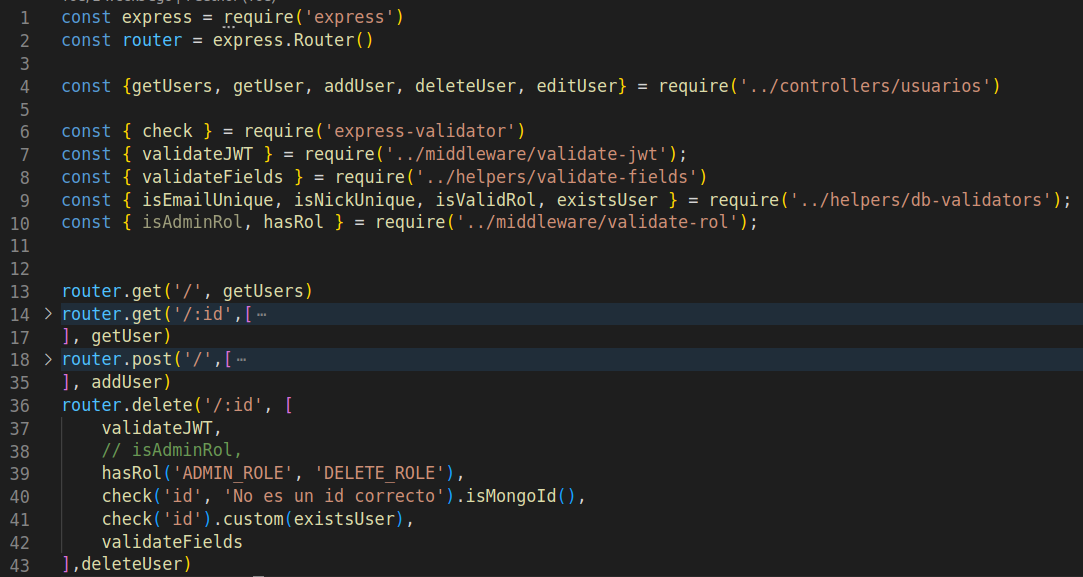 1 const express = require('express')
2 const router = express.Router()
3
4 const {getUsers, getUser, addUser, deleteUser, editUser} = require('../controllers/usuarios')
5
6 const { check } = require('express-validator')
7 const { validateJWT } = require('../middleware/validate-jwt');
8 const { validateFields } = require('../helpers/validate-fields')
9 const { isEmailUnique, isNickUnique, isValidRol, existsUser } = require('../helpers/db-validators');
10 const { isAdminRol, hasRol } = require('../middleware/validate-rol');
11
12
13 router.get('/', getUsers)
14 router.get('/:id',[ ⋯
17 ], getUser)
18 router.post('/',[ ⋯
35 ], addUser)
36 router.delete('/:id', [
37 validateJWT,
38 // isAdminRol,
39 hasRol('ADMIN_ROLE', 'DELETE_ROLE'),
40 check('id', 'No es un id correcto').isMongoId(),
41 check('id').custom(existsUser),
42 validateFields
43 ],deleteUser)